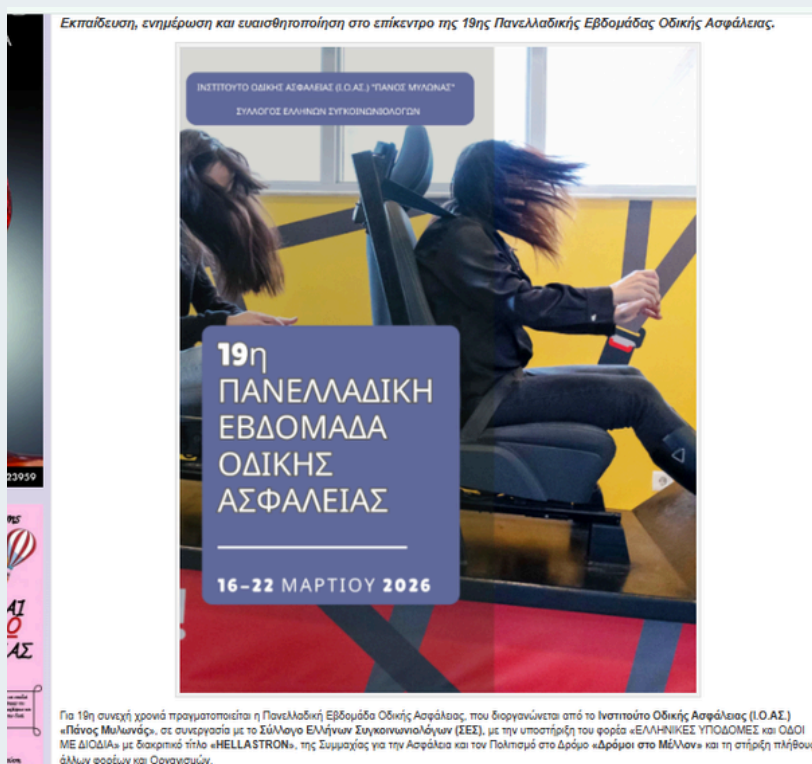 Εκπαίδευση, ενημέρωση και ευαισθητοποίηση στο επίκεντρο της 19ης Πανελλαδικής Εβδομάδας Οδικής Ασφάλειας.
ΙΝΣΤΙΤΟΥΤΟ ΟΔΙΚΗΣ ΑΣΦΑΛΕΙΑΣ (Ι.Ο.ΑΣ.) "ΠΑΝΟΣ ΜΥΛΩΝΑΣ"
ΣΥΛΛΟΓΟΣ ΕΛΛΗΝΩΝ ΣΥΓΚΟΙΝΩΝΙΟΛΟΓΩΝ
19η
ΠΑΝΕΛΛΑΔΙΚΗ
ΕΒΔΟΜΑΔΑ
ΟΔΙΚΗΣ
ΑΣΦΑΛΕΙΑΣ
16–22 ΜΑΡΤΙΟΥ 2026
23959
Για 19η συνεχή χρονιά πραγματοποιείται η Πανελλαδική Εβδομάδα Οδικής Ασφάλειας, που διοργανώνεται από το Ινστιτούτο Οδικής Ασφάλειας (Ι.Ο.ΑΣ.)
«Πάνος Μυλωνάς», σε συνεργασία με το Σύλλογο Ελλήνων Συγκοινωνιολόγων (ΣΕΣ), με την υποστήριξη του φορέα «ΕΛΛΗΝΙΚΕΣ ΥΠΟΔΟΜΕΣ και ΟΔΟΙ
ΜΕ ΔΙΟΔΙΑ» με διακριτικό τίτλο «HELLASTRON», της Συμμαχίας για την Ασφάλεια και τον Πολιτισμό στο Δρόμο «Δρόμοι στο Μέλλον» και τη στήριξη πλήθους
άλλων φορέων και Οργανισμών.